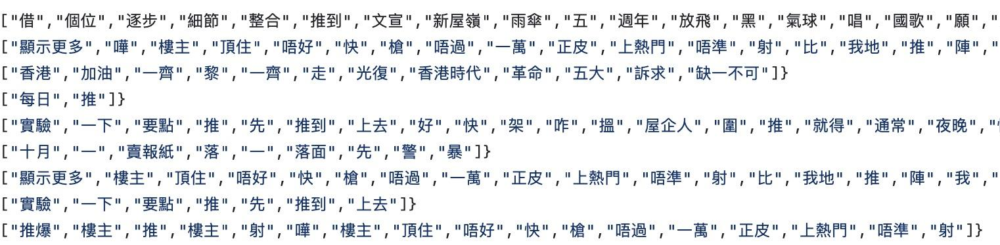 ["借","個位","逐步","細節","整合","推到","文宣","新屋嶺","雨傘","五","週年","放飛","黑","氣球","唱","國歌","願","
["顯示更多","嘩","樓主","頂住","唔好","快","槍","唔過","一萬","正皮","上熱門","唔準","射","比","我地","推","陣","
["香港","加油","一齊","黎","一齊","走","光復","香港時代","革命","五大","訴求","缺一不可"]}
["每日","推"]}
["實驗","一下","要點","推","先","推到","上去","好","快","架","咋","搵","屋企人","圍","推","就得","通常","夜晚","
["十月","一","賣報紙","落","一","落面","先","警","暴"]}
["顯示更多","樓主","頂住","唔好","快","槍","唔過","一萬","正皮","上熱門","唔準","射","比","我地","推","陣","我","
["實驗","一下","要點","推","先","推到","上去"]}
["推爆","樓主","推","樓主","射","嘩","樓主","頂住","唔好","快","槍","唔過","一萬","正皮","上熱門","唔準","射"]}